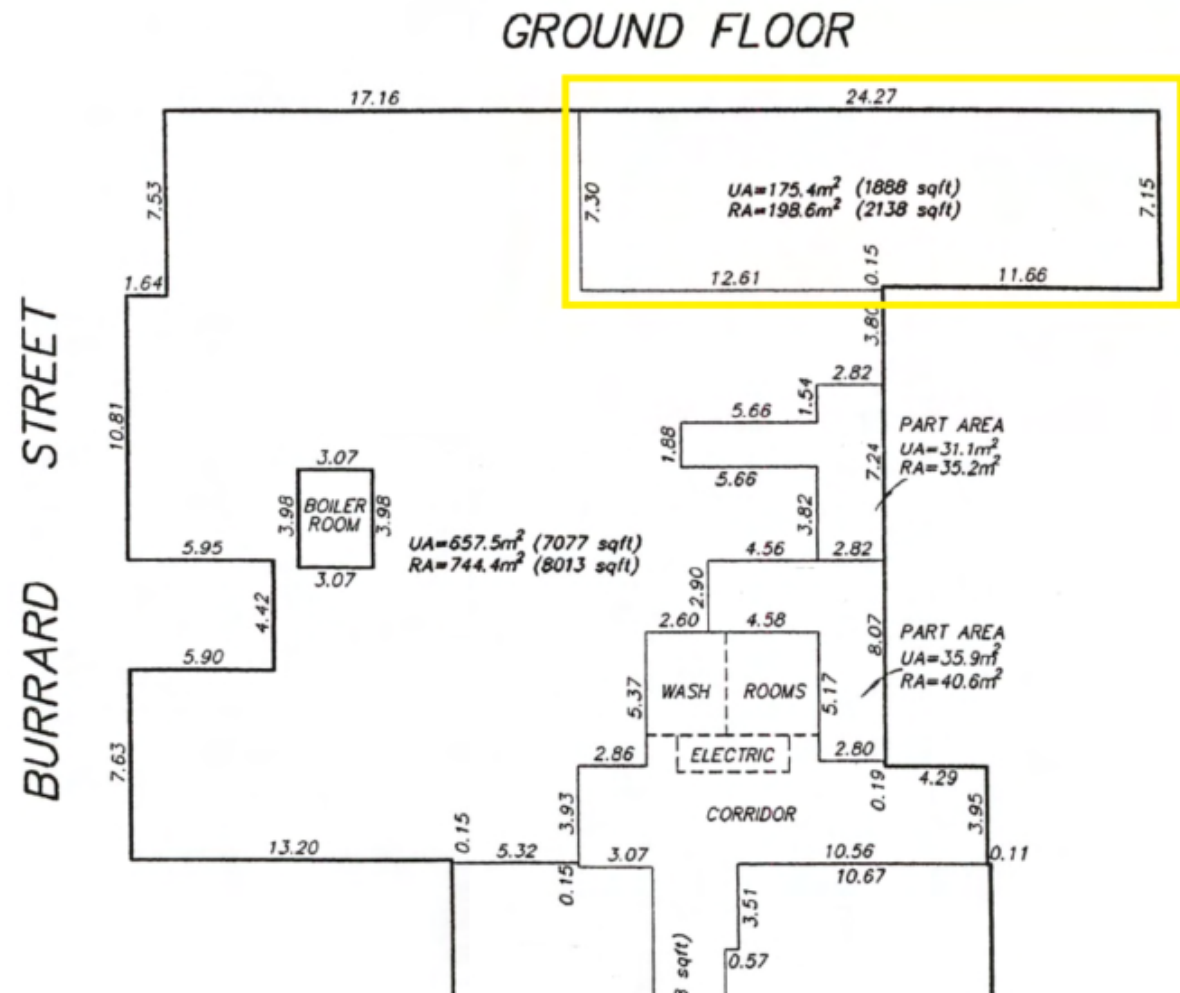 GROUND FLOOR
17.16
24.27
7.53
7.30
UA=175.4m² (1888 sqft)
RA=198.6m² (2138 sqft)
7.15
1.64
12.61
0.15
11.66
3.80
BURRARD STREET
10.81
2.82
1.54
5.66
1.88
5.66
7.24
PART AREA
UA=31.1m²
RA=35.2m²
3.07
3.98
BOILER
ROOM
3.98
3.07
UA=657.5m² (7077 sqft)
RA=744.4m² (8013 sqft)
3.82
5.95
4.56
2.82
4.42
2.90
5.90
2.60
4.58
8.07
PART AREA
UA=35.9m²
RA=40.6m²
5.37
WASH ROOMS
5.17
7.63
2.86
ELECTRIC
2.80
0.19
4.29
3.93
CORRIDOR
3.95
13.20
0.15
5.32
3.07
10.56
0.11
0.15
10.67
3.51
sqft)
0.57